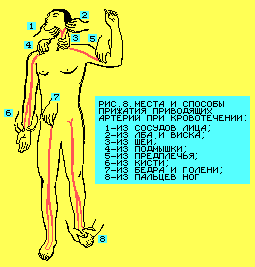 1
2
3
4
5
6
7
8
РИС.8.МЕСТА И СПОСОБЫ
ПРИЖАТИЯ ПРИВОДЯЩИХ
АРТЕРИЙ ПРИ КРОВОТЕЧЕНИИ:
1-ИЗ СОСУДОВ ЛИЦА;
2-ИЗ ЛБА И ВИСКА;
3-ИЗ ШЕИ;
4-ИЗ ПОДМЫШКИ;
5-ИЗ ПРЕДПЛЕЧЬЯ;
6-ИЗ КИСТИ;
7-ИЗ БЕДРА И ГОЛЕНИ;
8-ИЗ ПАЛЬЦЕВ НОГ